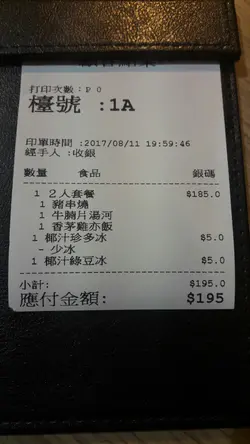 打印次數:P 0
檯號 :1A
印單時間 :2017/08/11 19:59:46
經手人 :收銀
數量 食品 銀碼
1 2人套餐 $185.0
1 豬串燒
1 牛腩片湯河
1 香茅雞亦飯
1 椰汁珍多冰 $5.0
- 少冰
1 椰汁綠豆冰 $5.0
小計: $195.0
應付金額: $195